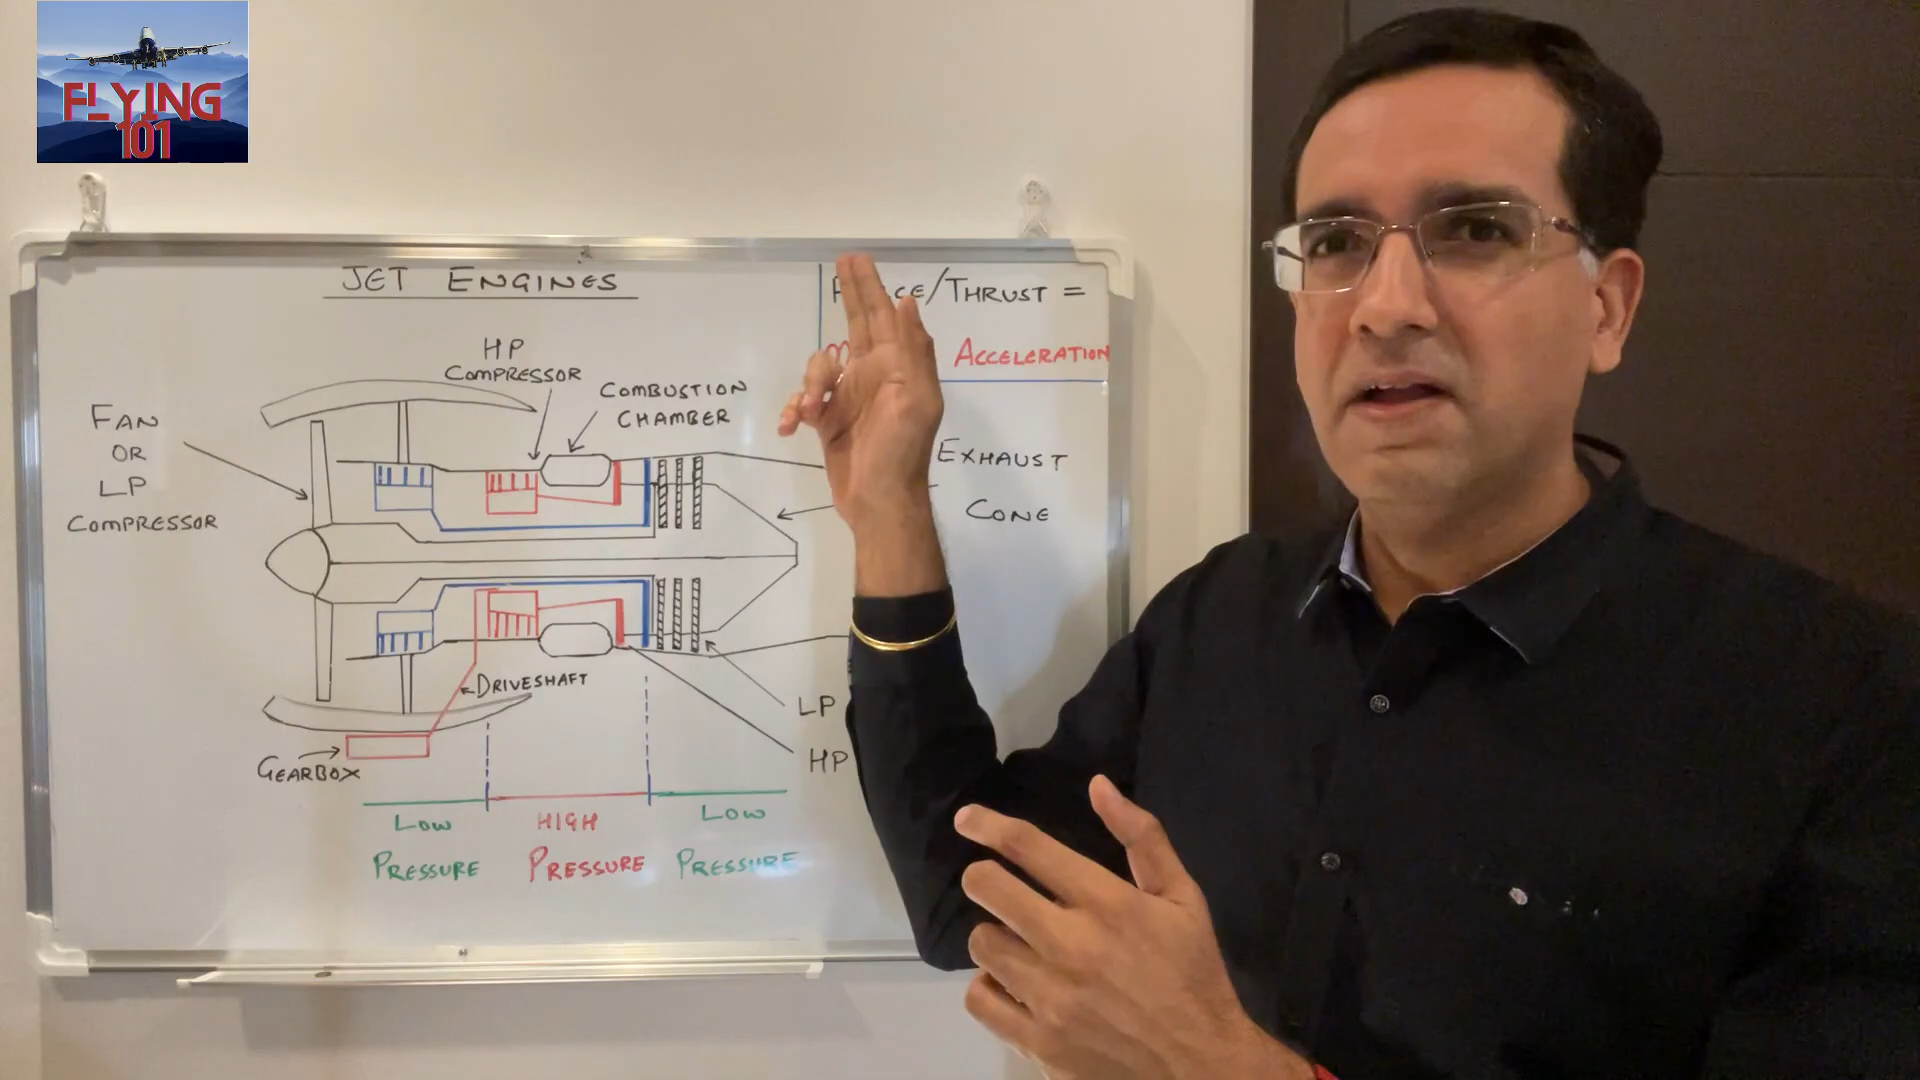 FLYING
101
JET ENGINES
/THRUST =
ACCELERATION
HP
COMPRESSOR
COMBUSTION
CHAMBER
FAN
OR
LP
COMPRESSOR
EXHAUST
CONE
DRIVESHAFT
GEARBOX
LP
HP
LOW
PRESSURE
HIGH
PRESSURE
LOW
PRESSURE